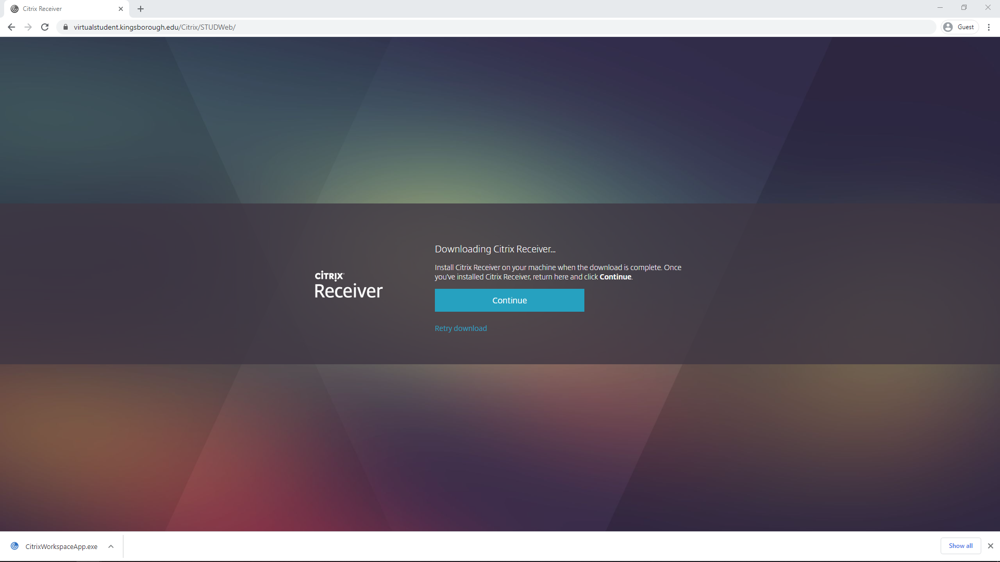 Citrix Receiver
virtualstudent.kingsborough.edu/Citrix/STUDWeb/
Guest
Downloading Citrix Receiver...
Install Citrix Receiver on your machine when the download is complete. Once
you've installed Citrix Receiver, return here and click Continue.
CITRIX
Receiver
Continue
Retry download
CitrixWorkspaceApp.exe
Show all